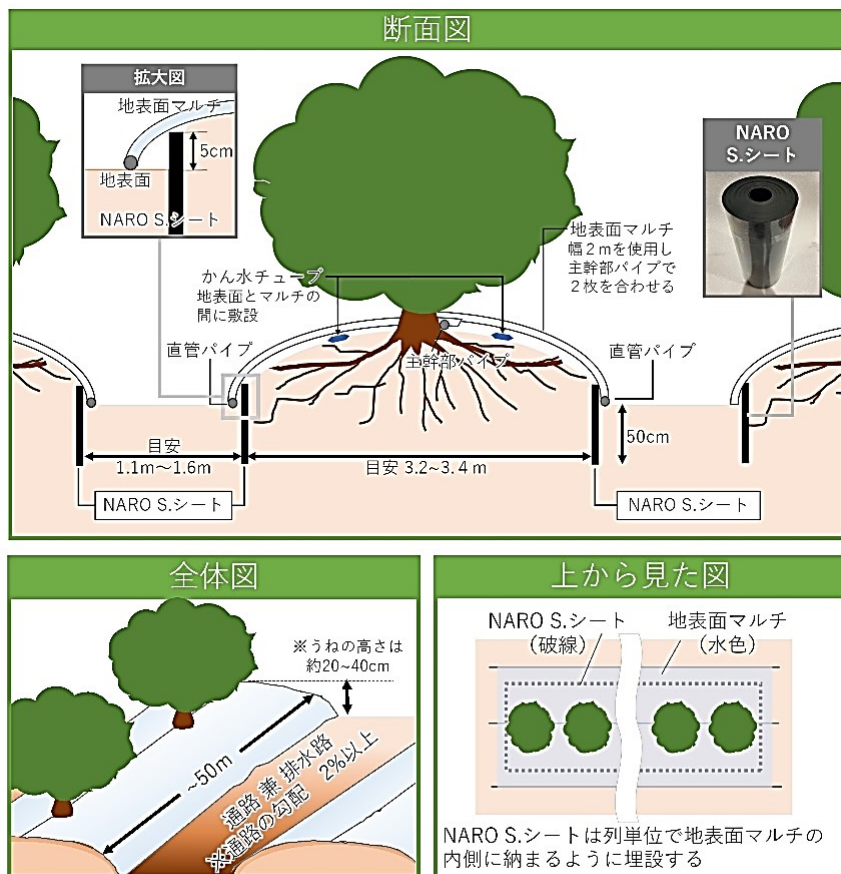 断面図
拡大図
地表面マルチ
5cm
地表面
NARO S.シート
NARO
S.シート
地表面マルチ
幅２ｍを使用し
主幹部パイプで
２枚を合わせる
かん水チューブ
地表面とマルチの
間に敷設
直管パイプ
主幹部パイプ
直管パイプ
50cm
目安
1.1m～1.6m
目安 3.2~3.4ｍ
NARO S.シート
NARO S.シート
全体図
※うねの高さは
約20~40cm
~50m
通路 兼 排水路
※通路の勾配 2%以上
上から見た図
NARO S.シート
（破線）
地表面マルチ
（水色）
NARO S.シートは列単位で地表面マルチの
内側に納まるように埋設する